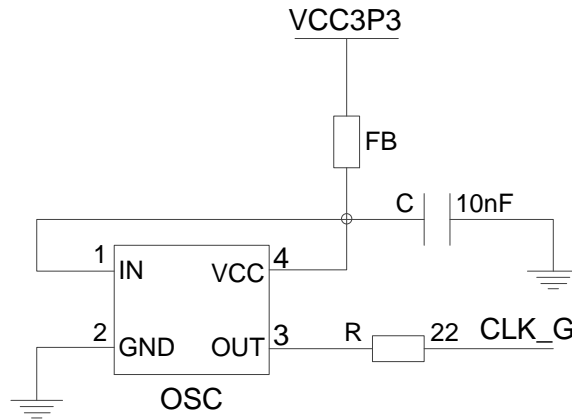 VCC3P3
FB
C 10nF
1 IN VCC 4
2 GND OUT 3 R 22 CLK_G
OSC